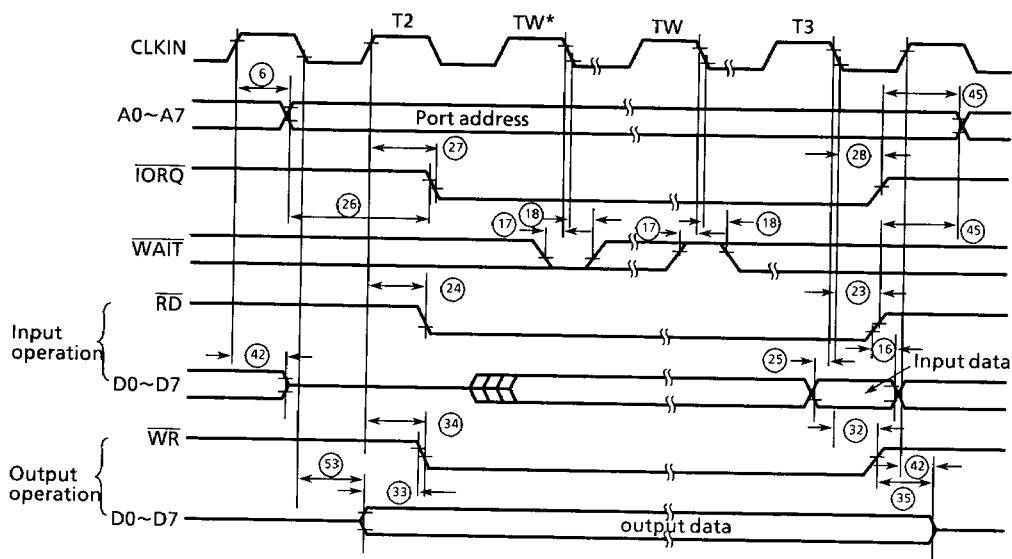 T2 TW* TW T3
CLKIN
6 45
A0~A7 Port address
27 28
IORQ
26 18 17 18 45
17
WAIT
24 23
RD
Input operation
42 25 16 Input data
D0~D7
34 32
WR
53 42
Output operation
33 35
D0~D7 output data